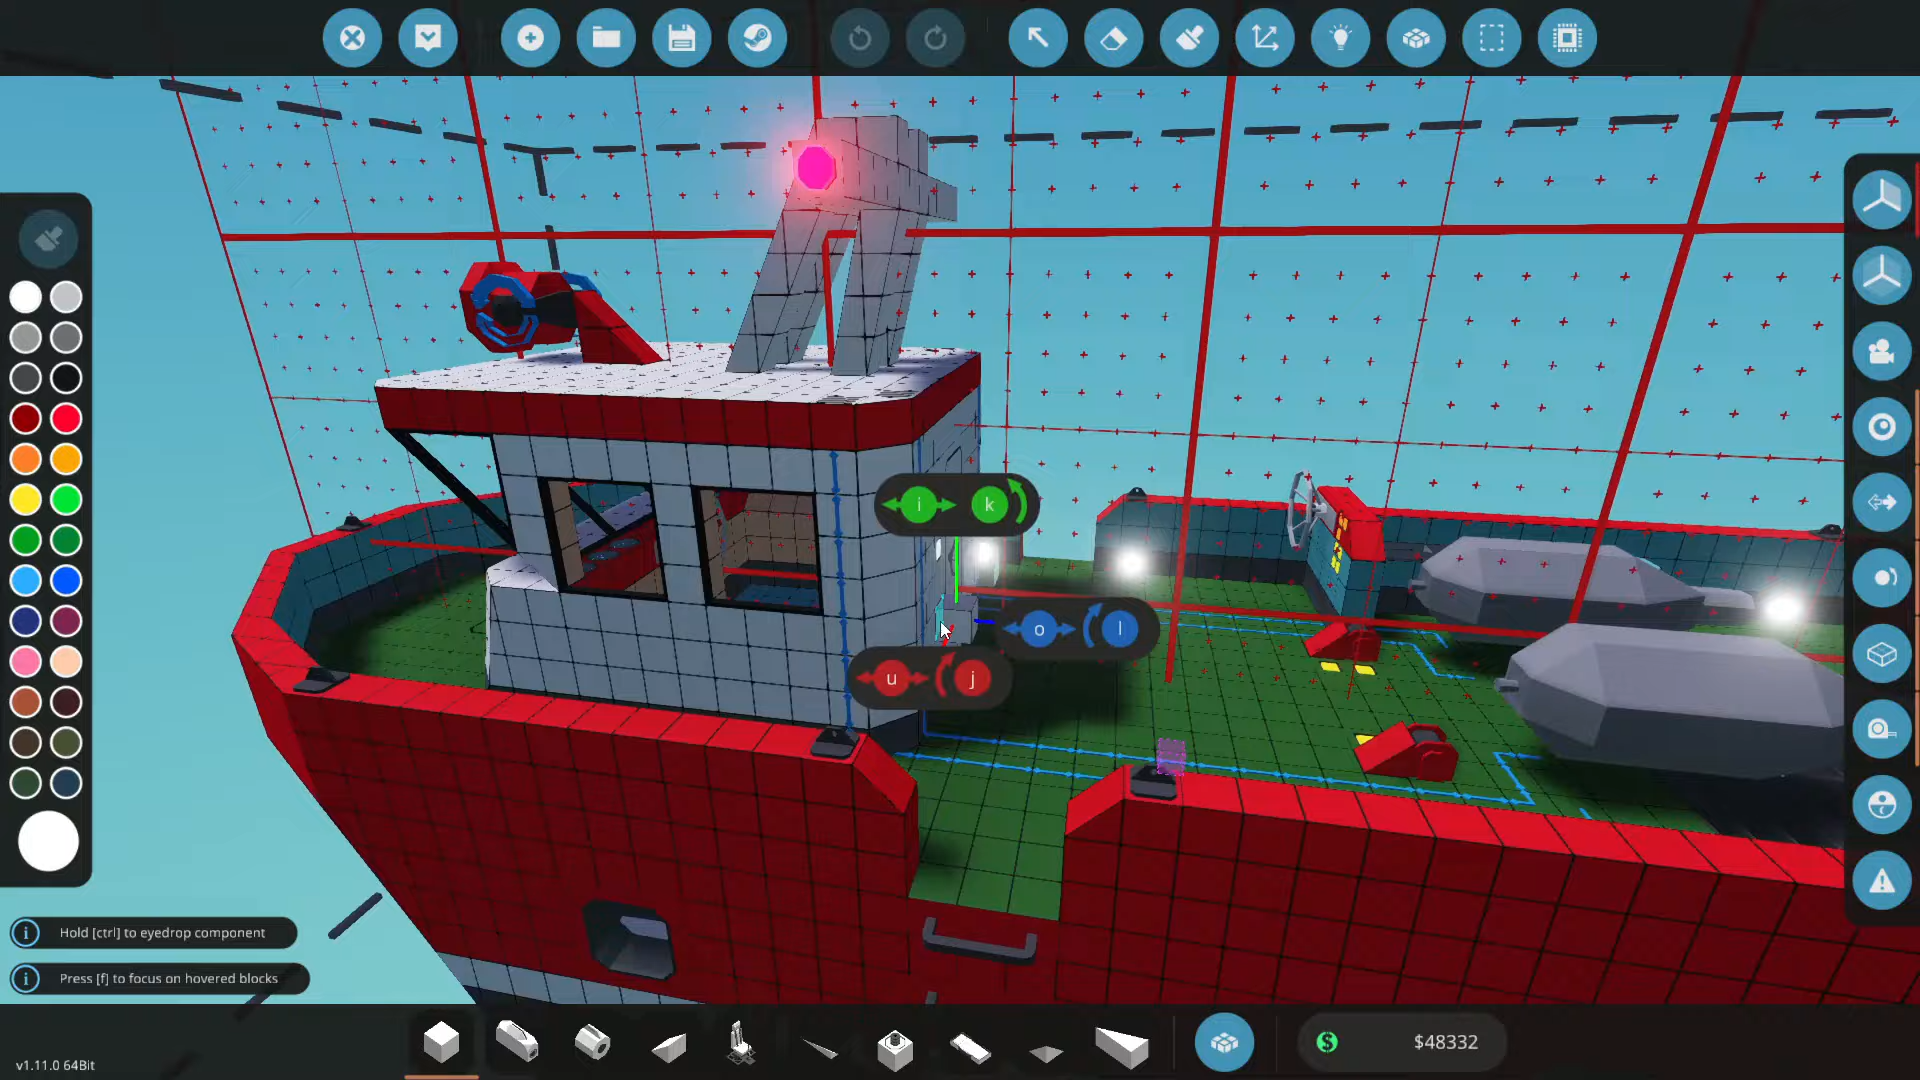 i k
o l
u j
Hold [ctrl] to eyedrop component
Press [f] to focus on hovered blocks
$ $48332
v1.11.0 64Bit